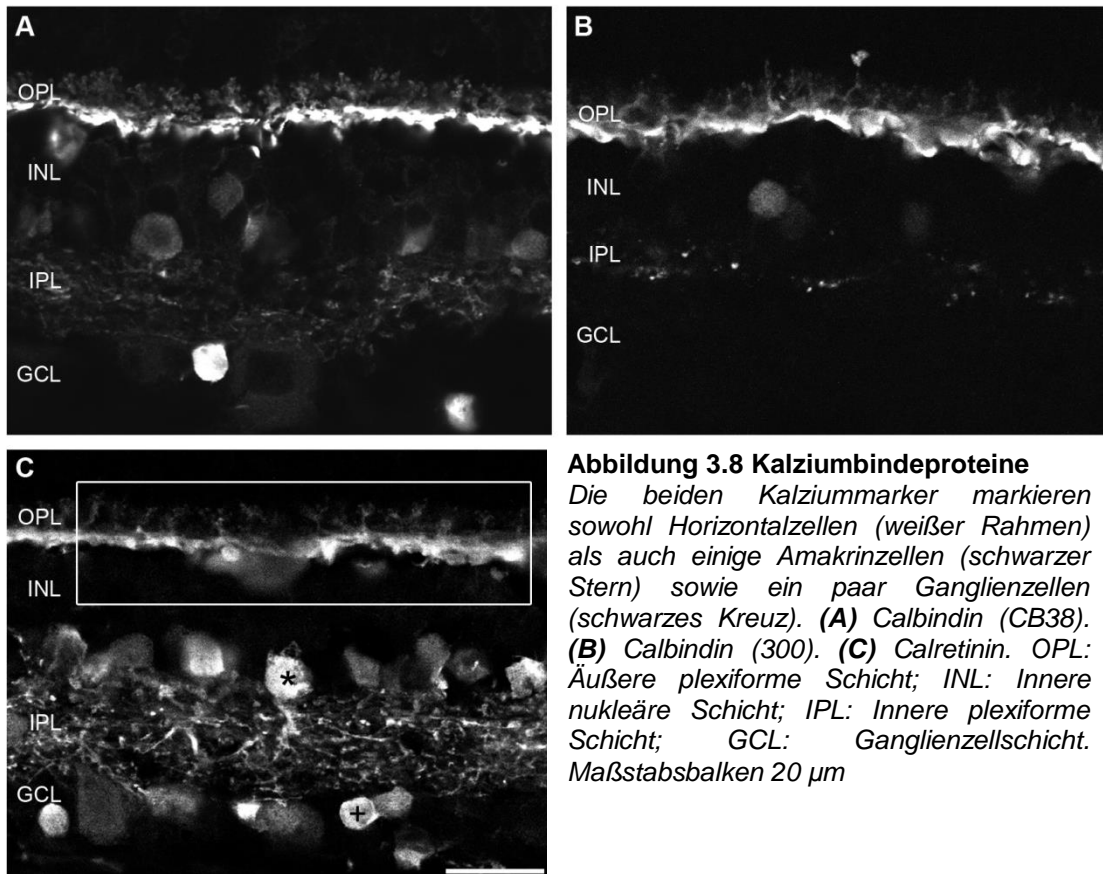 A
OPL
INL
IPL
GCL
B
OPL
INL
IPL
GCL
C
OPL
INL
IPL
GCL
*
+
Abbildung 3.8 Kalziumbindeproteine
Die beiden Kalziummarker markieren
sowohl Horizontalzellen (weißer Rahmen)
als auch einige Amakrinzellen (schwarzer
Stern) sowie ein paar Ganglienzellen
(schwarzes Kreuz). (A) Calbindin (CB38).
(B) Calbindin (300). (C) Calretinin. OPL:
Äußere plexiforme Schicht; INL: Innere
nukleäre Schicht; IPL: Innere plexiforme
Schicht; GCL: Ganglienzellschicht.
Maßstabsbalken 20 µm